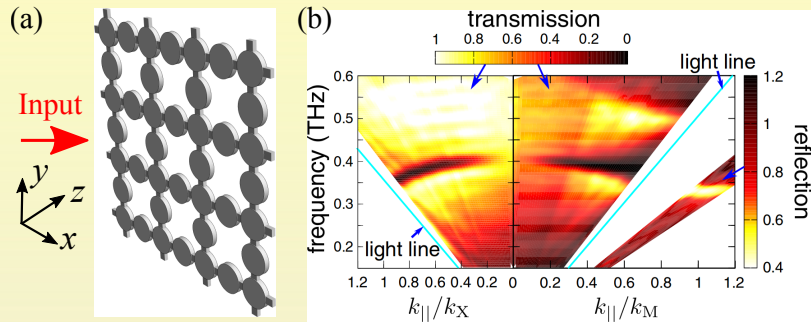 (a)
Input
y
z
x
(b)
transmission
1 0.8 0.6 0.4 0.2 0
light line
frequency (THz)
0.6
0.5
0.4
0.3
0.2
light line
1.2 1 0.8 0.6 0.4 0.2 0 0.2 0.4 0.6 0.8 1 1.2
k||/kX
k||/kM
1.2
1
0.8
0.6
0.4
reflection